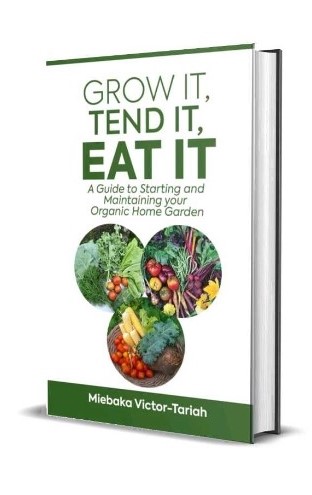 GROW IT,
TEND IT,
EAT IT
A Guide to Starting and
Maintaining your
Organic Home Garden
Miebaka Victor-Tariah